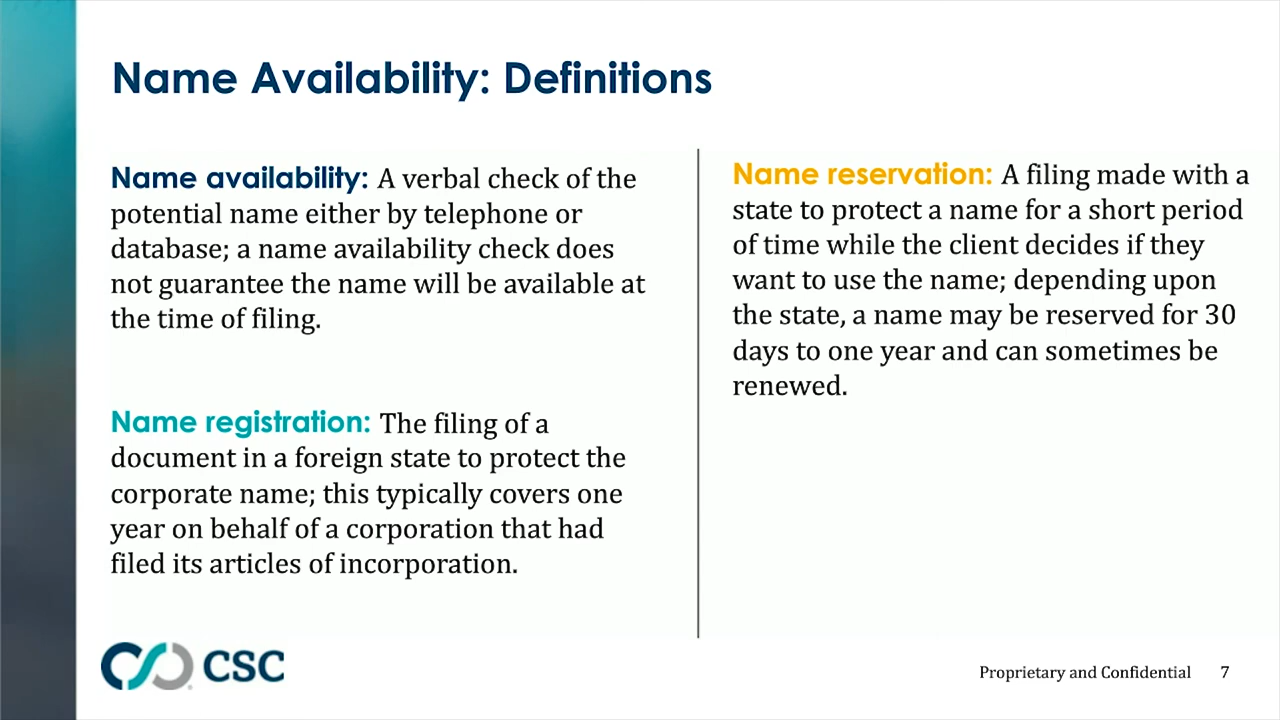 Name Availability: Definitions
Name availability: A verbal check of the
potential name either by telephone or
database; a name availability check does
not guarantee the name will be available at
the time of filing.
Name registration: The filing of a
document in a foreign state to protect the
corporate name; this typically covers one
year on behalf of a corporation that had
filed its articles of incorporation.
Name reservation: A filing made with a
state to protect a name for a short period
of time while the client decides if they
want to use the name; depending upon
the state, a name may be reserved for 30
days to one year and can sometimes be
renewed.
CSC
Proprietary and Confidential 7